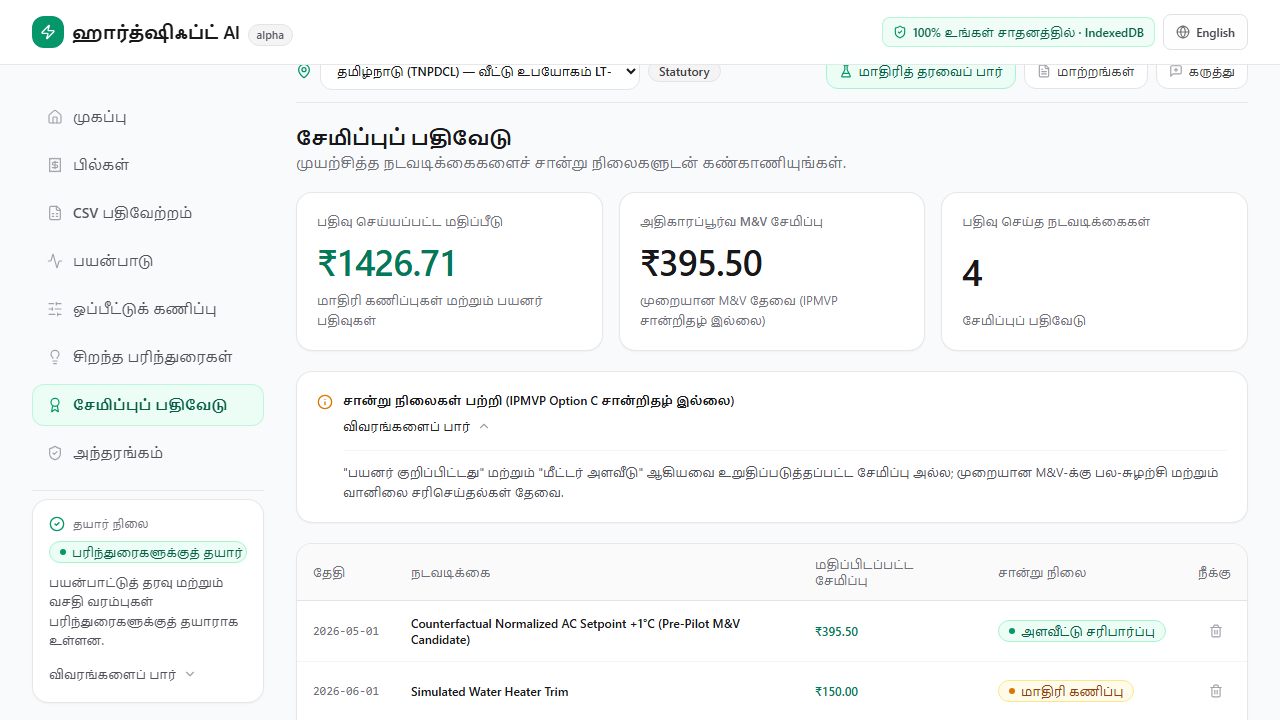 ஹார்த்ஷிஃப்ட் AI alpha
100% உங்கள் சாதனத்தில் · IndexedDB
English
தமிழ்நாடு (TNPDCL) — வீட்டு உபயோகம் LT-
Statutory
மாதிரித் தரவைப் பார்
மாற்றங்கள்
கருத்து
முகப்பு
பில்கள்
CSV பதிவேற்றம்
பயன்பாடு
ஒப்பீட்டுக் கணிப்பு
சிறந்த பரிந்துரைகள்
சேமிப்புப் பதிவேடு
அந்தரங்கம்
தயார் நிலை
பரிந்துரைகளுக்குத் தயார்
பயன்பாட்டுத் தரவு மற்றும்
வசதி வரம்புகள்
பரிந்துரைகளுக்குத் தயாராக
உள்ளன.
விவரங்களைப் பார்
சேமிப்புப் பதிவேடு
முயற்சித்த நடவடிக்கைகளைச் சான்று நிலைகளுடன் கண்காணியுங்கள்.
பதிவு செய்யப்பட்ட மதிப்பீடு
₹1426.71
மாதிரி கணிப்புகள் மற்றும் பயனர்
பதிவுகள்
அதிகாரப்பூர்வ M&V சேமிப்பு
₹395.50
முறையான M&V தேவை (IPMVP
சான்றிதழ் இல்லை)
பதிவு செய்த நடவடிக்கைகள்
4
சேமிப்புப் பதிவேடு
சான்று நிலைகள் பற்றி (IPMVP Option C சான்றிதழ் இல்லை)
விவரங்களைப் பார்
"பயனர் குறிப்பிட்டது" மற்றும் "மீட்டர் அளவீடு" ஆகியவை உறுதிப்படுத்தப்பட்ட சேமிப்பு அல்ல; முறையான M&V-க்கு பல-சுழற்சி மற்றும்
வானிலை சரிசெய்தல்கள் தேவை.
தேதி
நடவடிக்கை
மதிப்பிடப்பட்ட
சேமிப்பு
சான்று நிலை
நீக்கு
2026-05-01
Counterfactual Normalized AC Setpoint +1°C (Pre-Pilot M&V
Candidate)
₹395.50
அளவீட்டு சரிபார்ப்பு
2026-06-01
Simulated Water Heater Trim
₹150.00
மாதிரி கணிப்பு